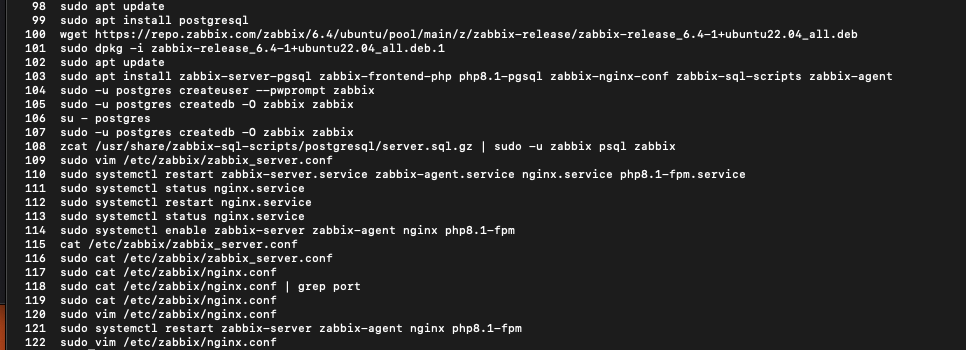 98 sudo apt update
99 sudo apt install postgresql
100 wget https://repo.zabbix.com/zabbix/6.4/ubuntu/pool/main/z/zabbix-release/zabbix-release_6.4-1+ubuntu22.04_all.deb
101 sudo dpkg -i zabbix-release_6.4-1+ubuntu22.04_all.deb.1
102 sudo apt update
103 sudo apt install zabbix-server-pgsql zabbix-frontend-php php8.1-pgsql zabbix-nginx-conf zabbix-sql-scripts zabbix-agent
104 sudo -u postgres createuser --pwprompt zabbix
105 sudo -u postgres createdb -O zabbix zabbix
106 su - postgres
107 sudo -u postgres createdb -O zabbix zabbix
108 zcat /usr/share/zabbix-sql-scripts/postgresql/server.sql.gz | sudo -u zabbix psql zabbix
109 sudo vim /etc/zabbix/zabbix_server.conf
110 sudo systemctl restart zabbix-server.service zabbix-agent.service nginx.service php8.1-fpm.service
111 sudo systemctl status nginx.service
112 sudo systemctl restart nginx.service
113 sudo systemctl status nginx.service
114 sudo systemctl enable zabbix-server zabbix-agent nginx php8.1-fpm
115 cat /etc/zabbix/zabbix_server.conf
116 sudo cat /etc/zabbix/zabbix_server.conf
117 sudo cat /etc/zabbix/nginx.conf
118 sudo cat /etc/zabbix/nginx.conf | grep port
119 sudo cat /etc/zabbix/nginx.conf
120 sudo vim /etc/zabbix/nginx.conf
121 sudo systemctl restart zabbix-server zabbix-agent nginx php8.1-fpm
122 sudo vim /etc/zabbix/nginx.conf